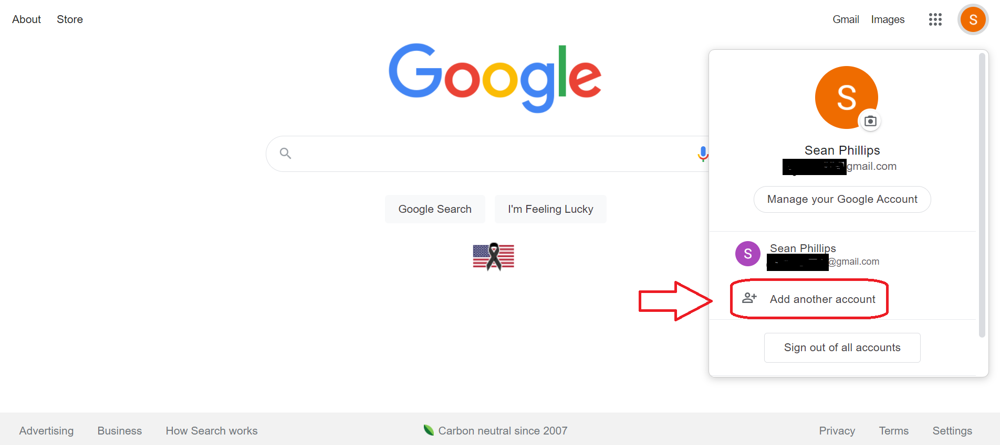 About Store
Gmail Images
S
Google
S
Sean Phillips
gmail.com
Manage your Google Account
Google Search I'm Feeling Lucky
S
Sean Phillips
@gmail.com
Add another account
Sign out of all accounts
Advertising Business How Search works
Carbon neutral since 2007
Privacy Terms Settings